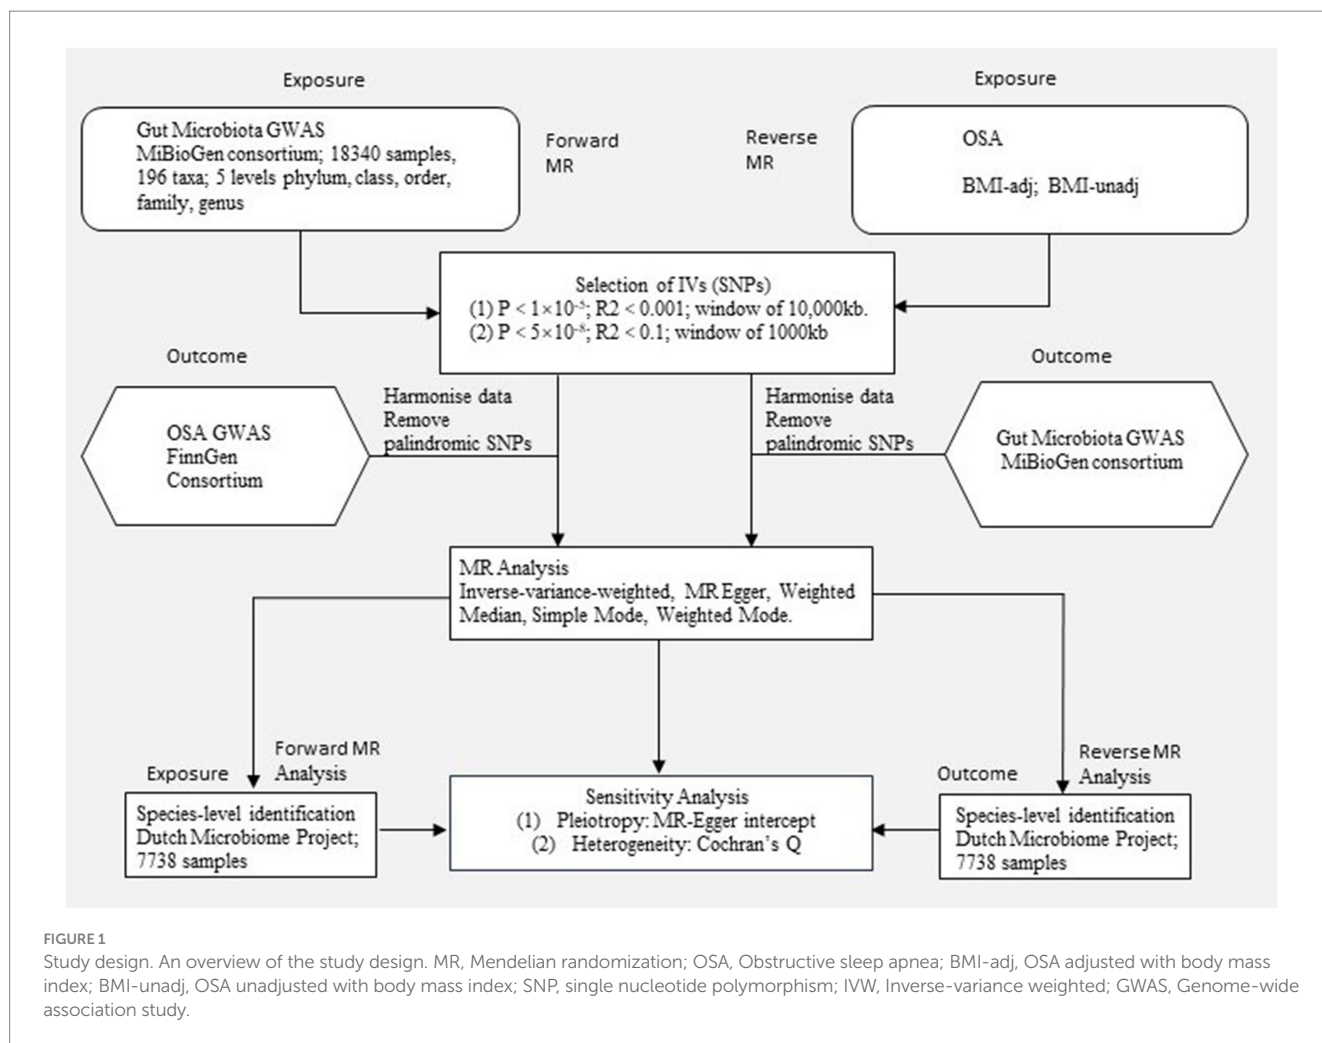 Exposure
Exposure
Gut Microbiota GWAS
MiBioGen consortium; 18340 samples,
196 taxa; 5 levels phylum, class, order,
family, genus
Forward
MR
Reverse
MR
OSA
BMI-adj; BMI-unadj
Selection of IVs (SNPs)
(1) P < 1×10⁻⁵; R2 < 0.001; window of 10,000kb.
(2) P < 5×10⁻⁸; R2 < 0.1; window of 1000kb
Outcome
Outcome
OSA GWAS
FinnGen
Consortium
Harmonise data
Remove
palindromic SNPs
Harmonise data
Remove
palindromic SNPs
Gut Microbiota GWAS
MiBioGen consortium
MR Analysis
Inverse-variance-weighted, MR Egger, Weighted
Median, Simple Mode, Weighted Mode.
Exposure
Forward MR
Analysis
Outcome
Reverse MR
Analysis
Species-level identification
Dutch Microbiome Project;
7738 samples
Sensitivity Analysis
(1) Pleiotropy: MR-Egger intercept
(2) Heterogeneity: Cochran's Q
Species-level identification
Dutch Microbiome Project;
7738 samples
FIGURE 1
Study design. An overview of the study design. MR, Mendelian randomization; OSA, Obstructive sleep apnea; BMI-adj, OSA adjusted with body mass
index; BMI-unadj, OSA unadjusted with body mass index; SNP, single nucleotide polymorphism; IVW, Inverse-variance weighted; GWAS, Genome-wide
association study.